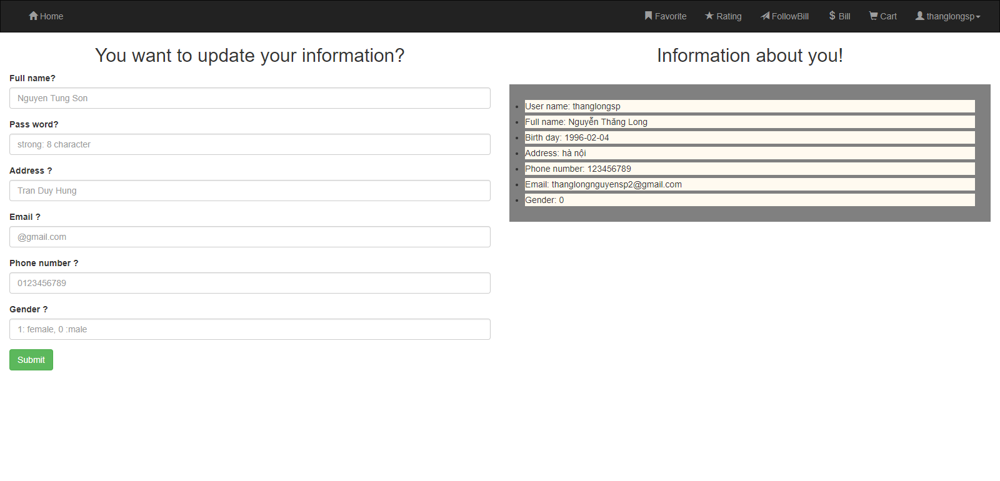 Home Favorite Rating FollowBill Bill Cart thanglongsp
You want to update your information?
Full name?
Nguyen Tung Son
Pass word?
strong: 8 character
Address ?
Tran Duy Hung
Email ?
@gmail.com
Phone number ?
0123456789
Gender ?
1: female, 0 :male
Submit
Information about you!
User name: thanglongsp
Full name: Nguyễn Thăng Long
Birth day: 1996-02-04
Address: hà nội
Phone number: 123456789
Email: thanglongnguyensp2@gmail.com
Gender: 0